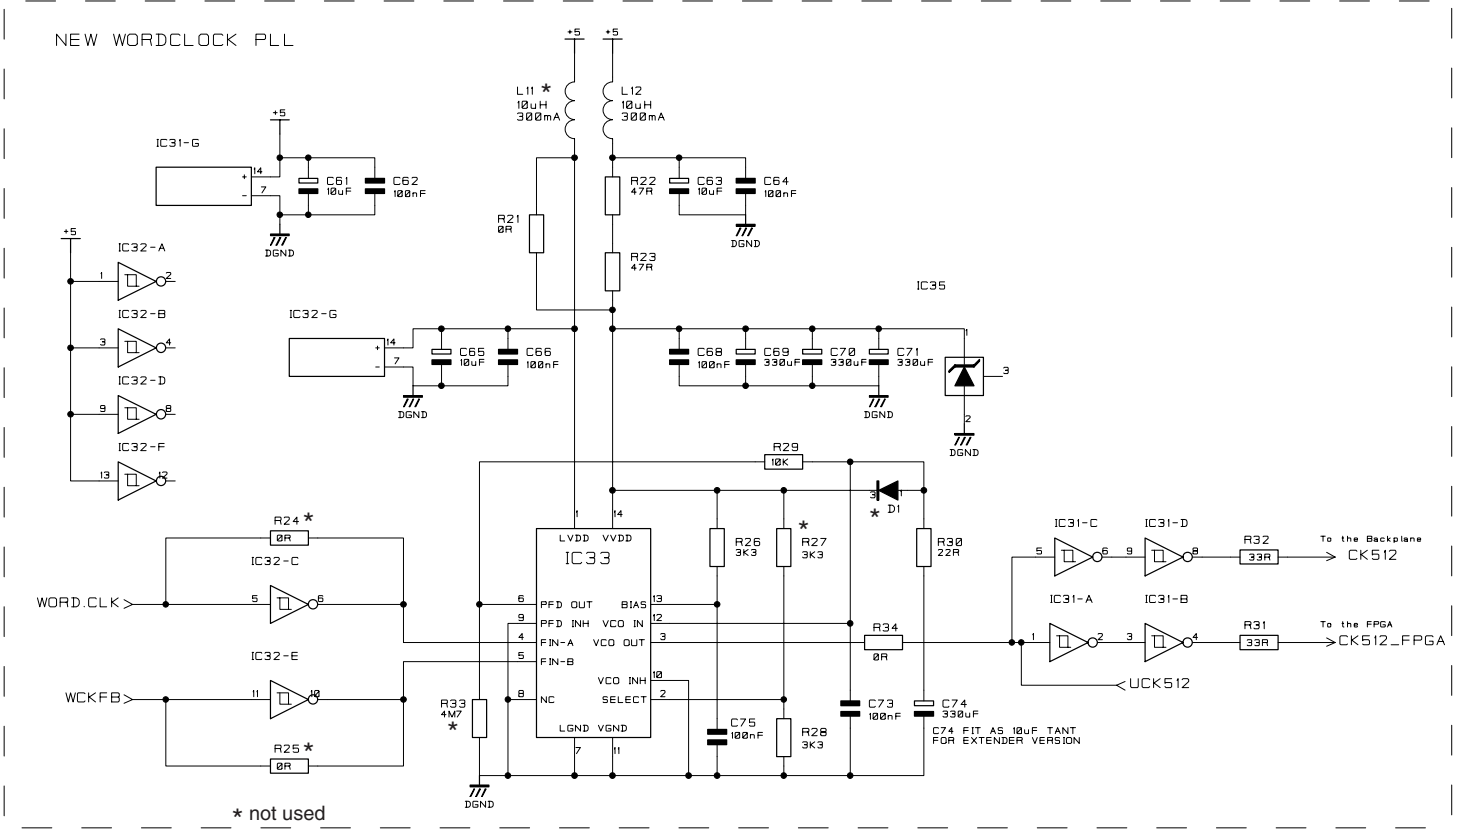 NEW WORDCLOCK PLL
+5
+5
L11 *
10uH
300mA
L12
10uH
300mA
+5
IC31-G
14
+
7
-
C61
10uF
C62
100nF
DGND
R22
47R
C63
10uF
C64
100nF
DGND
R21
0R
R23
47R
+5
IC32-A
1
2
IC32-B
3
4
IC32-D
9
8
IC32-F
13
12
IC32-G
14
+
7
-
C65
10uF
C66
100nF
DGND
C68
100nF
C69
330uF
C70
330uF
C71
330uF
DGND
IC35
1
3
2
DGND
R29
10K
3
1
D1
*
1
14
LVDD VVDD
IC33
R26
3K3
*
R27
3K3
R30
22R
R24 *
0R
IC32-C
WORD.CLK
5
6
6
PFD OUT
BIAS
13
9
PFD INH
VCO IN
12
4
FIN-A
VCO OUT
3
5
FIN-B
VCO INH
10
8
NC
SELECT
2
LGND VGND
7
11
IC32-E
WCKFB
11
10
R25 *
0R
R33
4M7
*
DGND
C75
100nF
R28
3K3
C73
100nF
C74
330uF
C74 FIT AS 10uF TANT
FOR EXTENDER VERSION
R34
0R
IC31-C
5
6
IC31-D
9
8
R32
33R
To the Backplane
CK512
IC31-A
1
2
IC31-B
3
4
R31
33R
To the FPGA
CK512_FPGA
UCK512
* not used